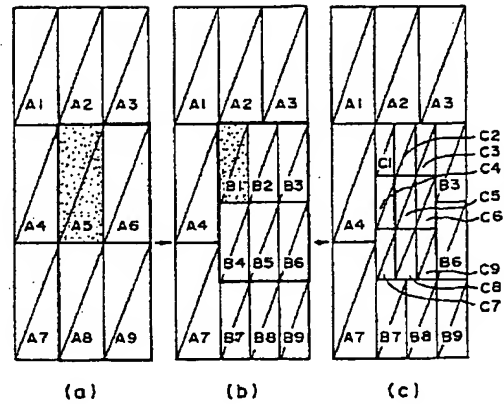 A1 A2 A3 A1 A2 A3 A1 A2 A3
C2
C3
C1
C4
B1 B2 B3 B3
A4 A5 A6 A4 A4
C5
C6
B4 B5 B6 B6
C9
C8
C7
A7 A8 A9 A7 B7 B8 B9 A7 B7 B8 B9
(a) (b) (c)